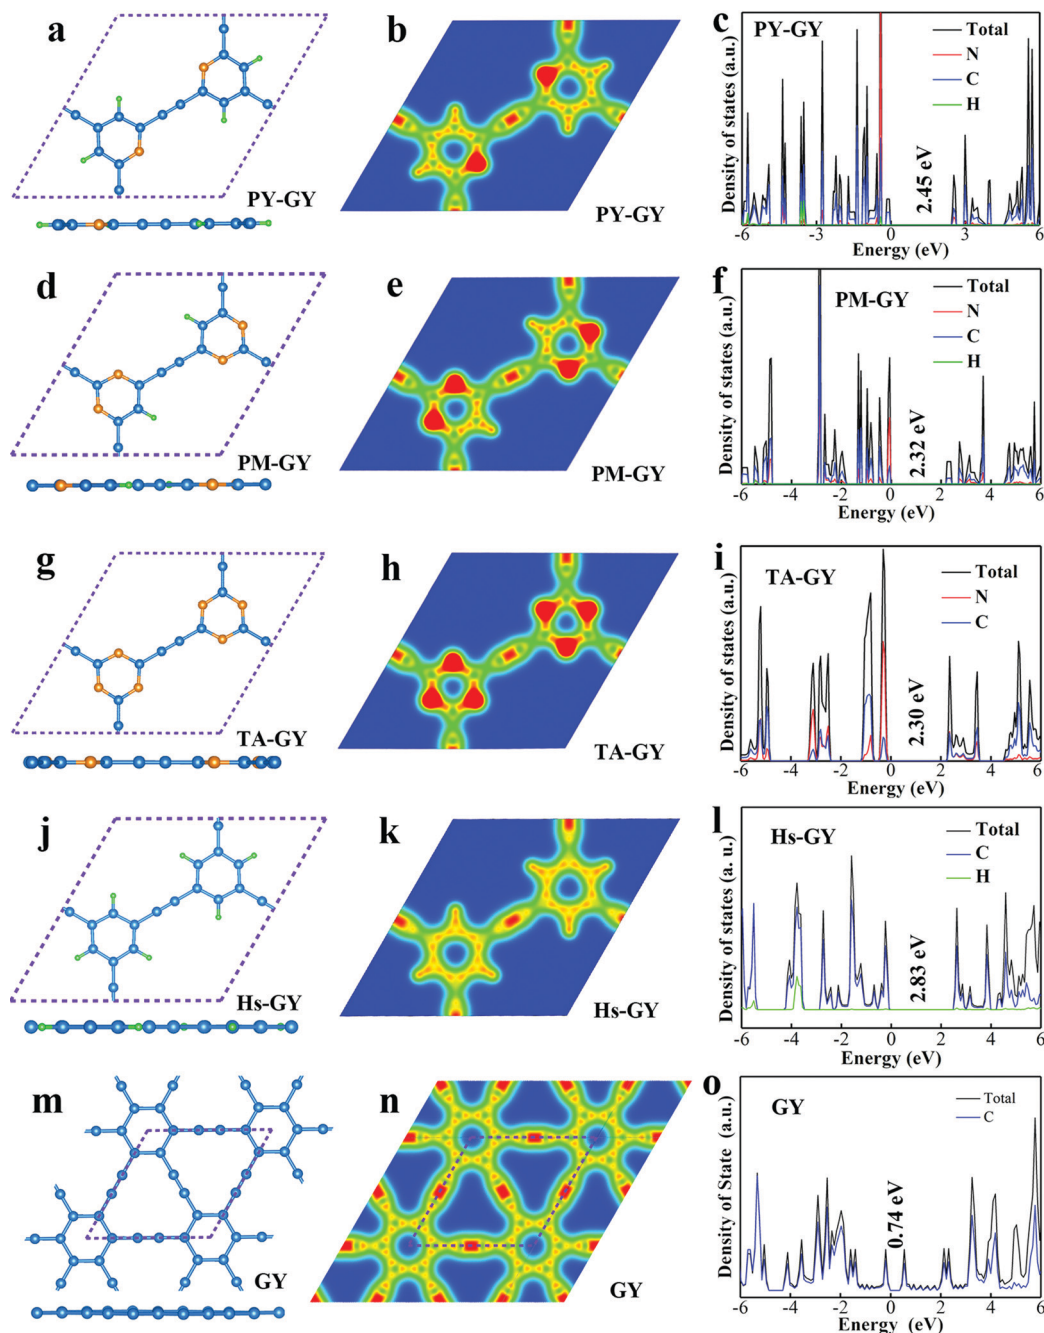 a
PY-GY
b
PY-GY
c
PY-GY
Total
N
C
H
2.45 eV
Density of states (a.u.)
-6 -3 0 3 6
Energy (eV)
d
PM-GY
e
PM-GY
f
PM-GY
Total
N
C
H
2.32 eV
Density of states (a.u.)
-6 -4 -2 0 2 4 6
Energy (eV)
g
TA-GY
h
TA-GY
i
TA-GY
Total
N
C
2.30 eV
Density of states (a.u.)
-6 -4 -2 0 2 4 6
Energy (eV)
j
Hs-GY
k
Hs-GY
l
Hs-GY
Total
C
H
2.83 eV
Density of states (a. u.)
-6 -4 -2 0 2 4 6
Energy (eV)
m
GY
n
GY
o
GY
Total
C
0.74 eV
Density of State (a.u.)
-6 -4 -2 0 2 4 6
Energy (eV)